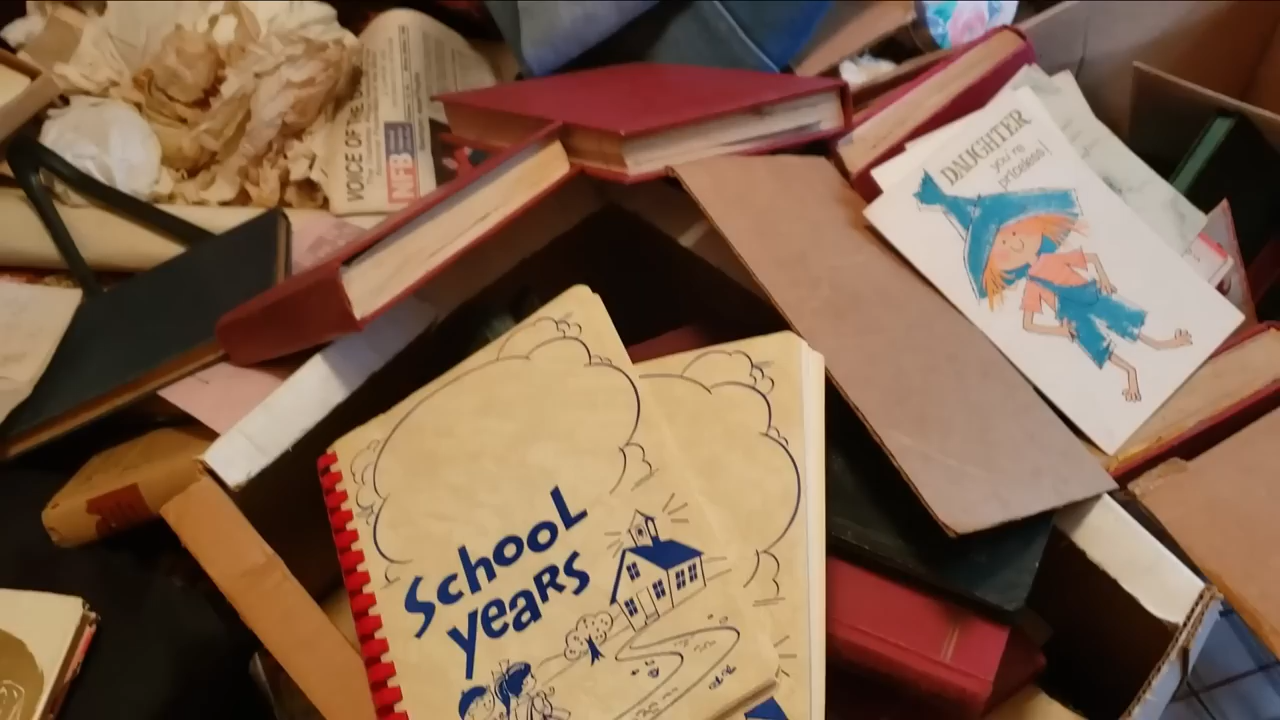 VOICE OF THE
NFB
DAUGHTER
you're
priceless!
School
years